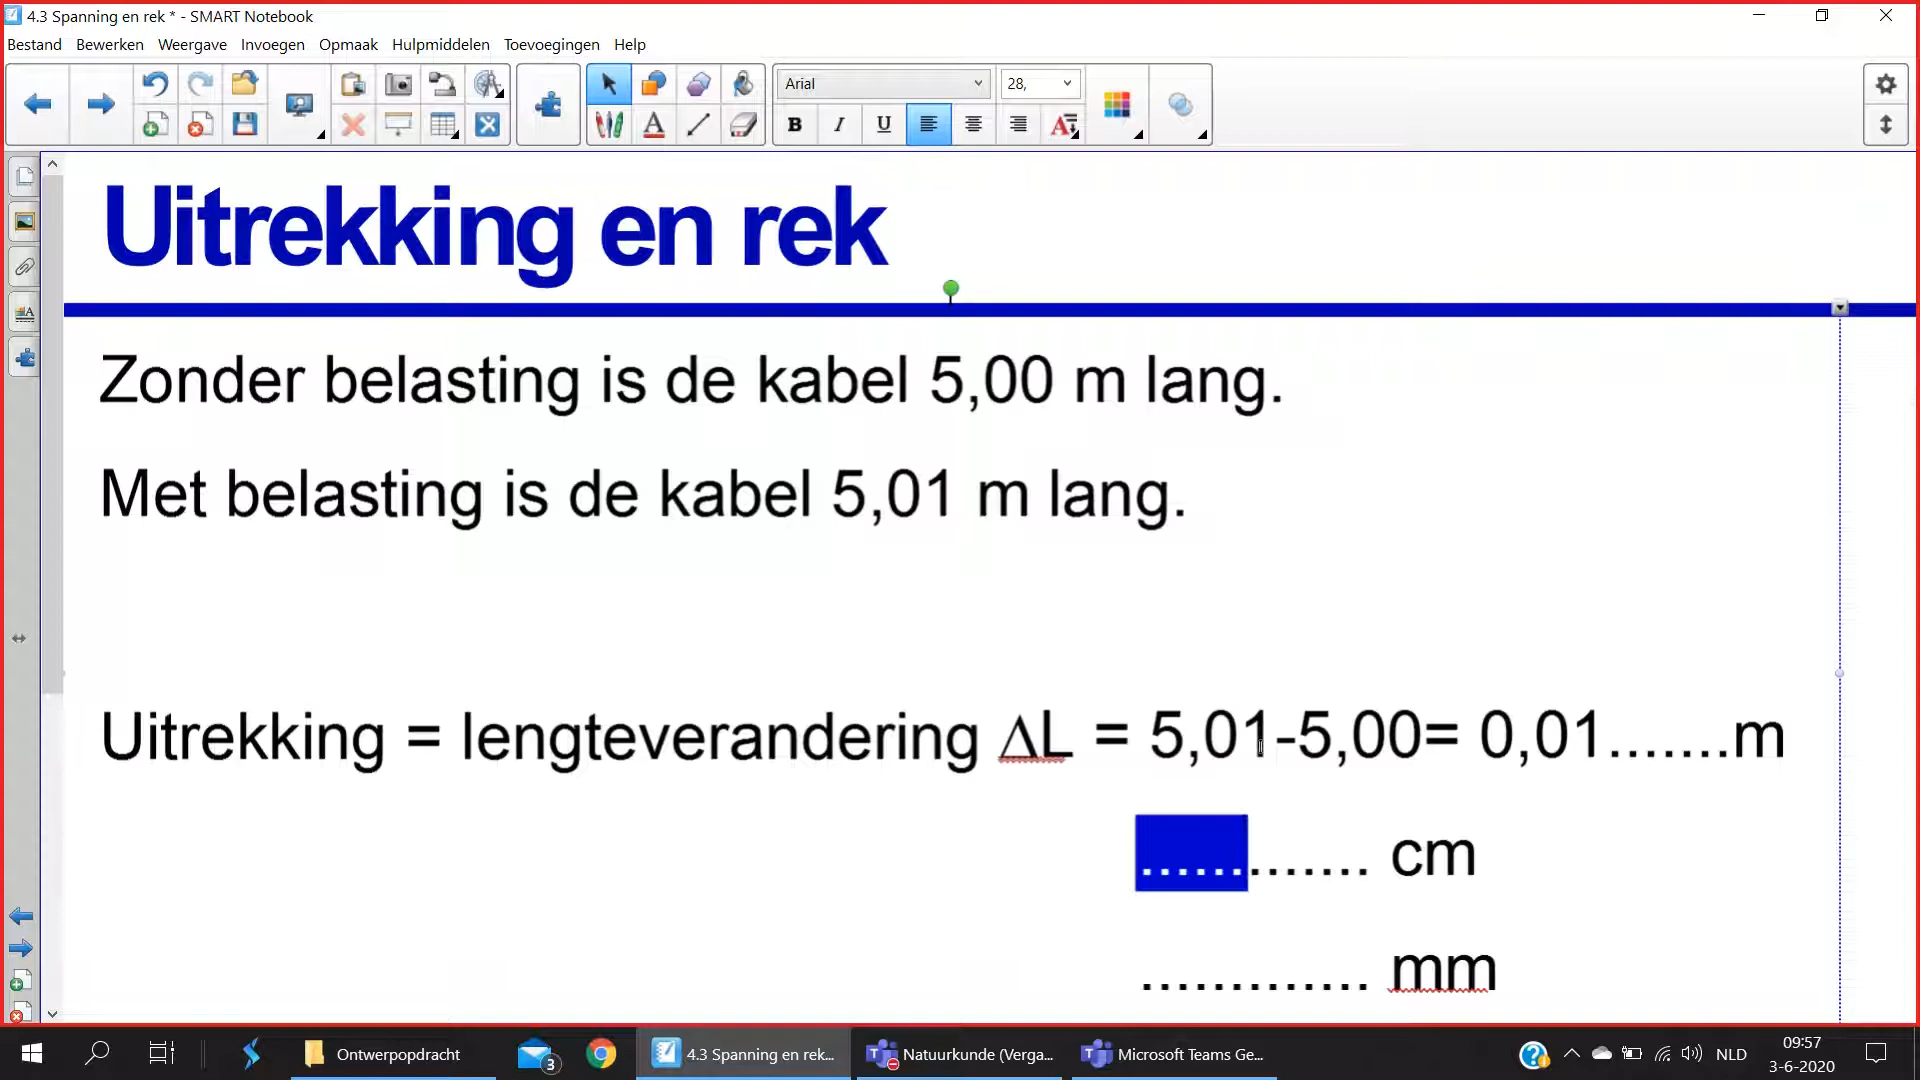 4.3 Spanning en rek * - SMART Notebook
Bestand Bewerken Weergave Invoegen Opmaak Hulpmiddelen Toevoegingen Help
Arial 28,
B I U
Uitrekking en rek
Zonder belasting is de kabel 5,00 m lang.
Met belasting is de kabel 5,01 m lang.
Uitrekking = lengteverandering ΔL = 5,01-5,00= 0,01.......m
............. cm
............. mm
Ontwerpopdracht 3 4.3 Spanning en rek... Natuurkunde (Verga... Microsoft Teams Ge... NLD 09:57
3-6-2020